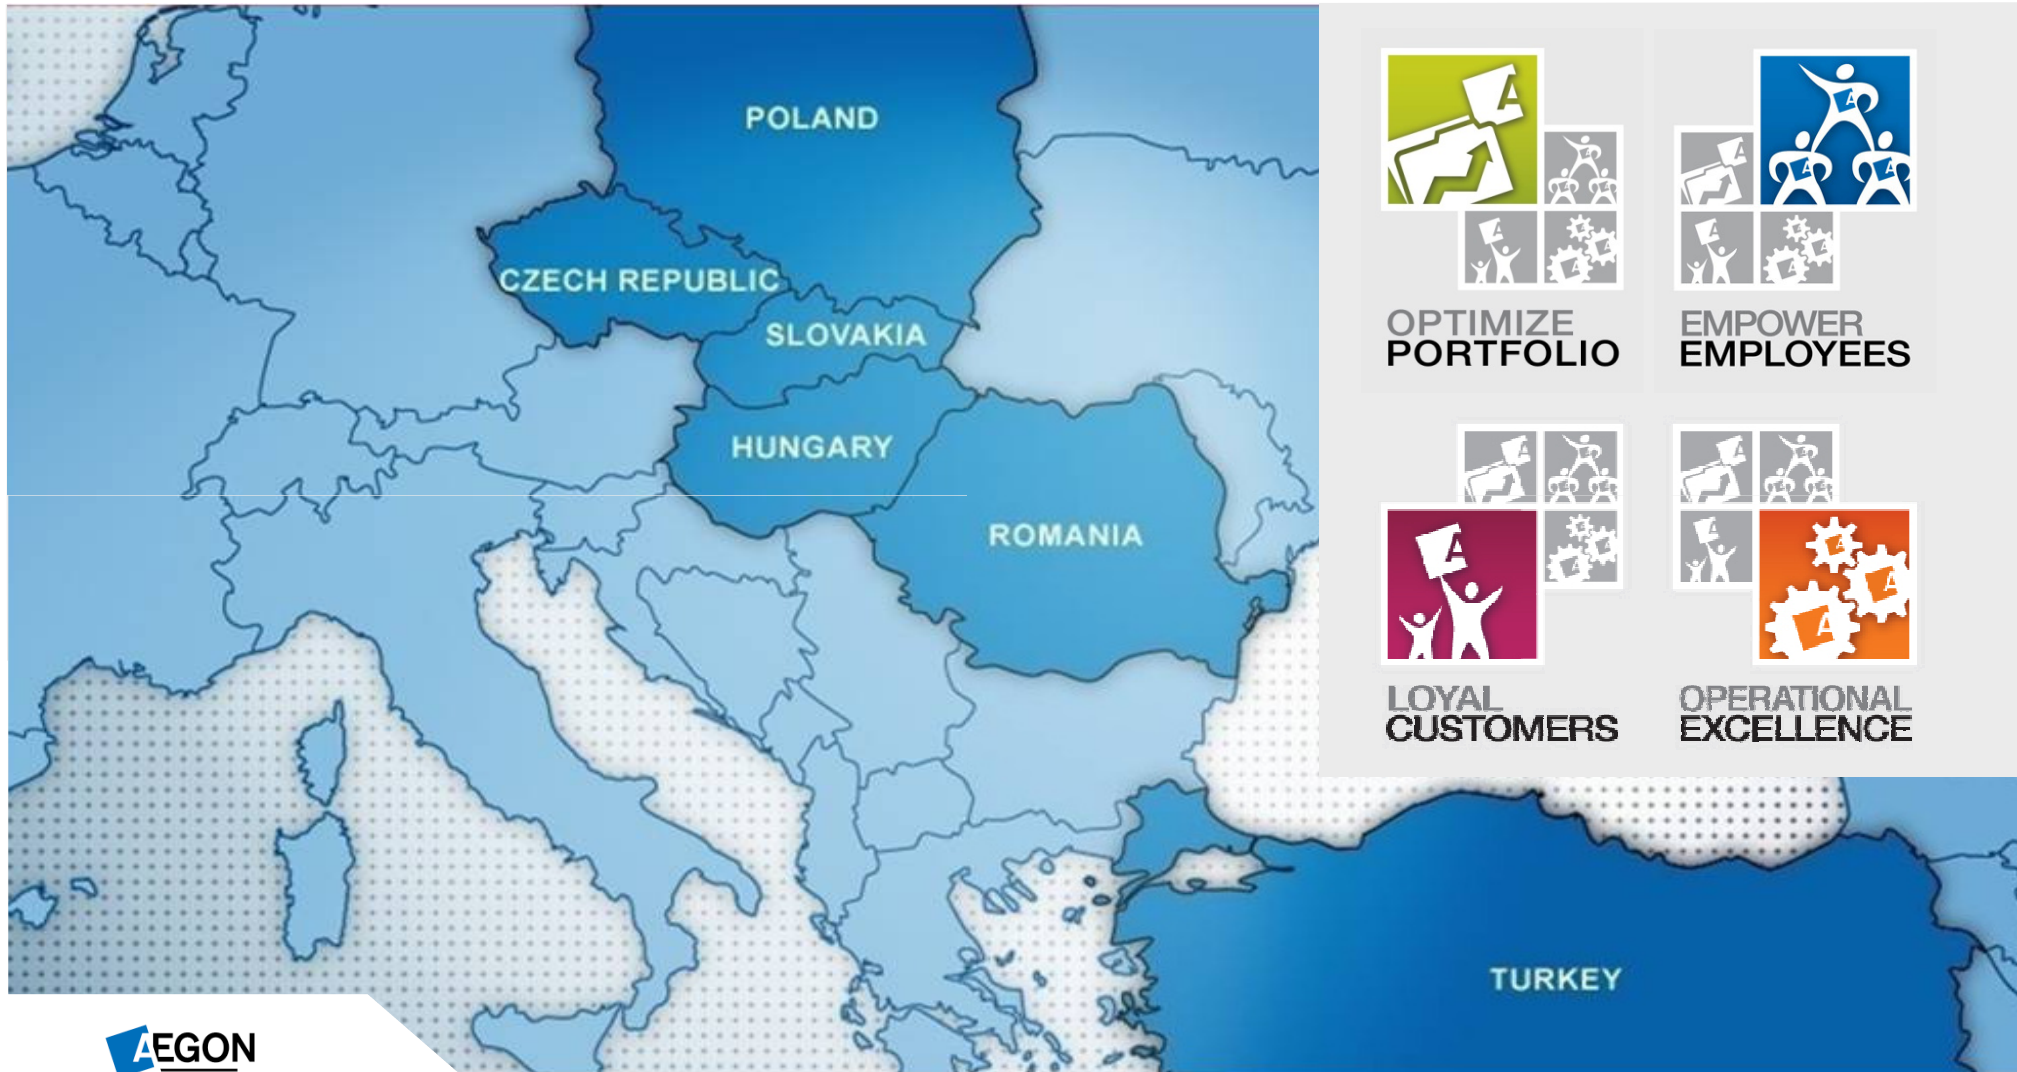 POLAND
CZECH REPUBLIC
SLOVAKIA
HUNGARY
ROMANIA
TURKEY
OPTIMIZE
PORTFOLIO
EMPOWER
EMPLOYEES
LOYAL
CUSTOMERS
OPERATIONAL
EXCELLENCE
AEGON